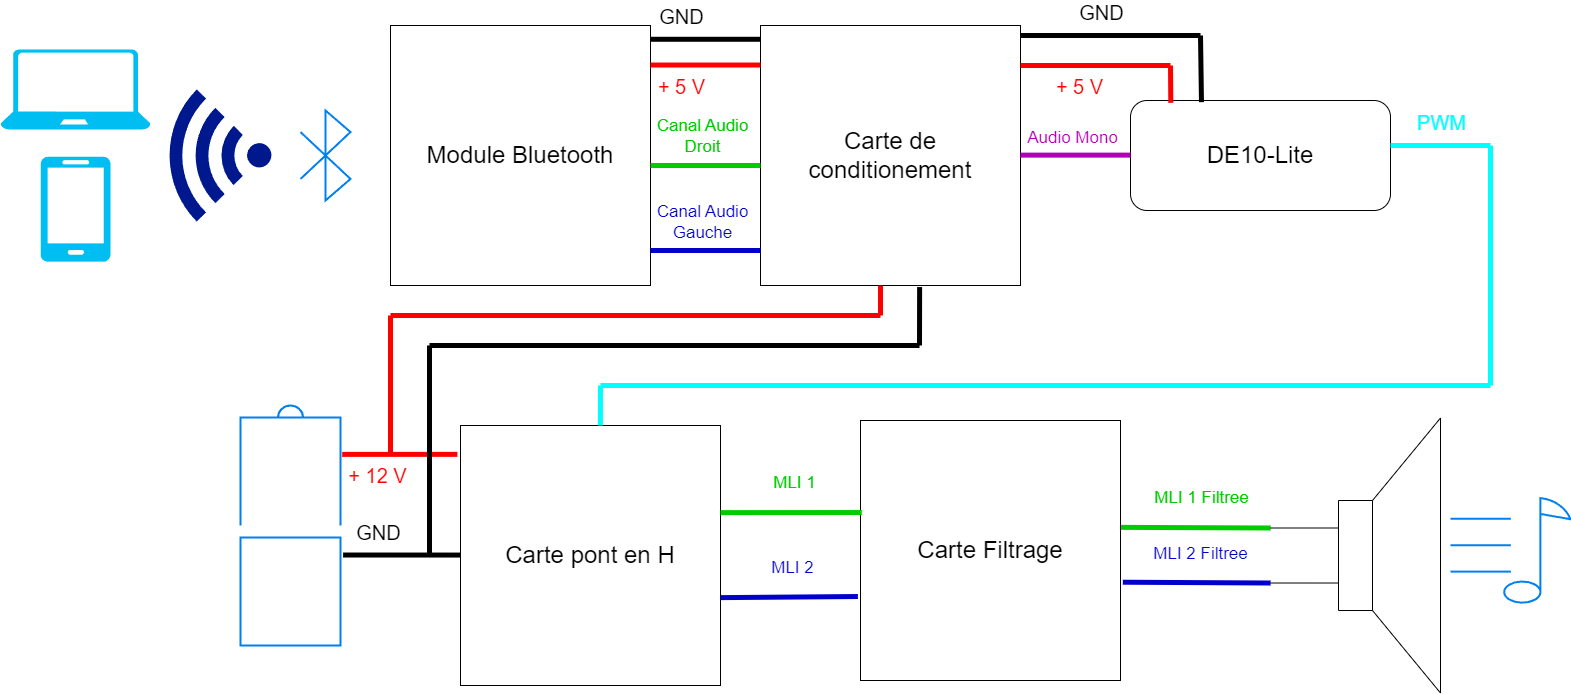 GND
+ 5 V
Canal Audio
Droit
Canal Audio
Gauche
Module Bluetooth
Carte de
conditionement
GND
+ 5 V
Audio Mono
DE10-Lite
PWM
+ 12 V
GND
Carte pont en H
MLI 1
MLI 2
Carte Filtrage
MLI 1 Filtree
MLI 2 Filtree